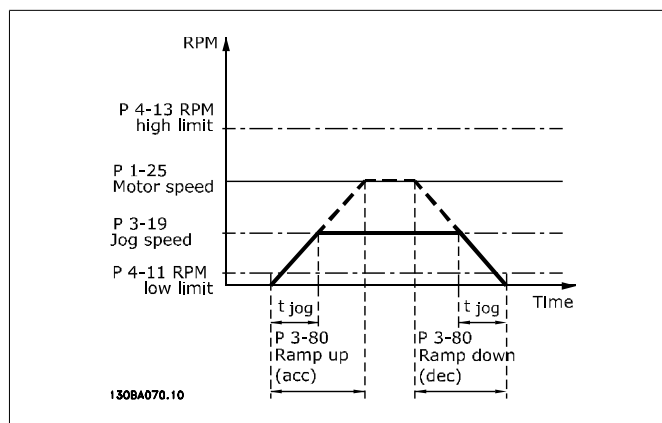 RPM
P 4-13 RPM
high limit
P 1-25
Motor speed
P 3-19
Jog speed
P 4-11 RPM
low limit
Time
t jog
t jog
P 3-80
Ramp up
(acc)
P 3-80
Ramp down
(dec)
130BA070.10